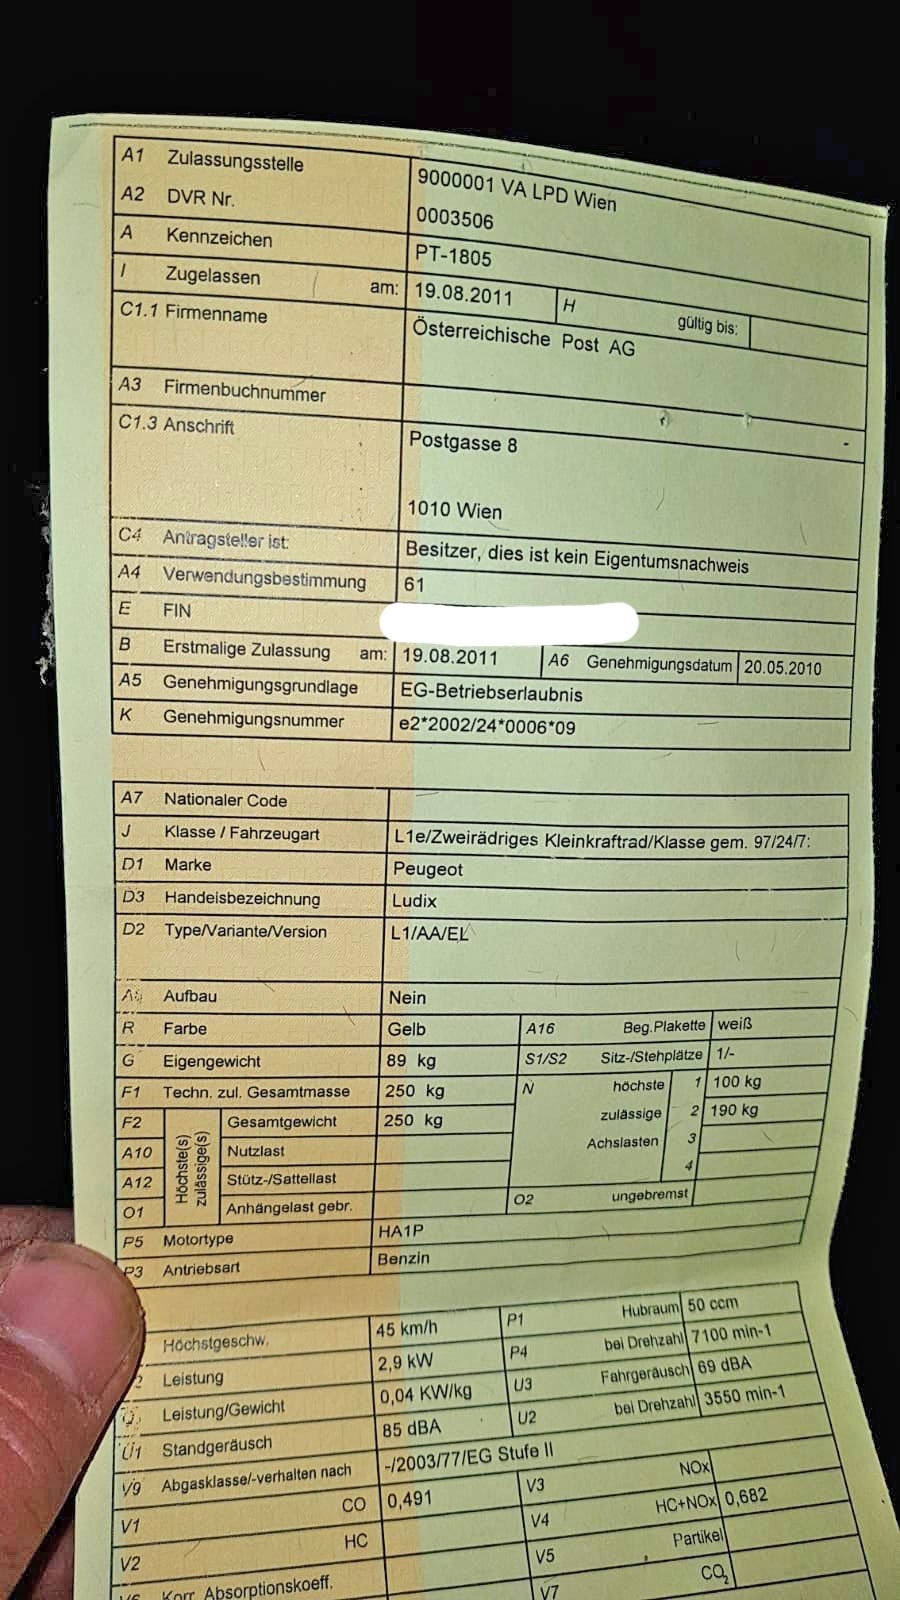 A1 Zulassungsstelle 9000001 VA LPD Wien
A2 DVR Nr. 0003506
A Kennzeichen PT-1805
I Zugelassen am: 19.08.2011 H gültig bis:
C1.1 Firmenname Österreichische Post AG
A3 Firmenbuchnummer -
C1.3 Anschrift Postgasse 8
1010 Wien
C4 Antragsteller ist: Besitzer, dies ist kein Eigentumsnachweis
A4 Verwendungsbestimmung 61
E FIN
B Erstmalige Zulassung am: 19.08.2011 A6 Genehmigungsdatum 20.05.2010
A5 Genehmigungsgrundlage EG-Betriebserlaubnis
K Genehmigungsnummer e2*2002/24*0006*09
A7 Nationaler Code
J Klasse / Fahrzeugart L1e/Zweirädriges Kleinkraftrad/Klasse gem. 97/24/7:
D1 Marke Peugeot
D3 Handelsbezeichnung Ludix
D2 Type/Variante/Version L1/AA/EL
Aufbau Nein
R Farbe Gelb A16 Beg.Plakette weiß
G Eigengewicht 89 kg S1/S2 Sitz-/Stehplätze 1/-
F1 Techn. zul. Gesamtmasse 250 kg N höchste 1 100 kg
F2 Höchste(s) zulässige(s) Gesamtgewicht 250 kg zulässige 2 190 kg
A10 Nutzlast Achslasten 3
A12 Stütz-/Sattellast 4
O1 Anhängelast gebr. O2 ungebremst
P5 Motortype HA1P
P3 Antriebsart Benzin
Höchstgeschw. 45 km/h P1 Hubraum 50 ccm
Leistung 2,9 kW P4 bei Drehzahl 7100 min-1
Leistung/Gewicht 0,04 KW/kg U3 Fahrgeräusch 69 dBA
U1 Standgeräusch 85 dBA U2 bei Drehzahl 3550 min-1
V9 Abgasklasse/-verhalten nach -/2003/77/EG Stufe II
V1 CO 0,491 V3 NOx
V2 HC V4 HC+NOx 0,682
V6 Korr. Absorptionskoeff. V5 Partikel
V7 CO2